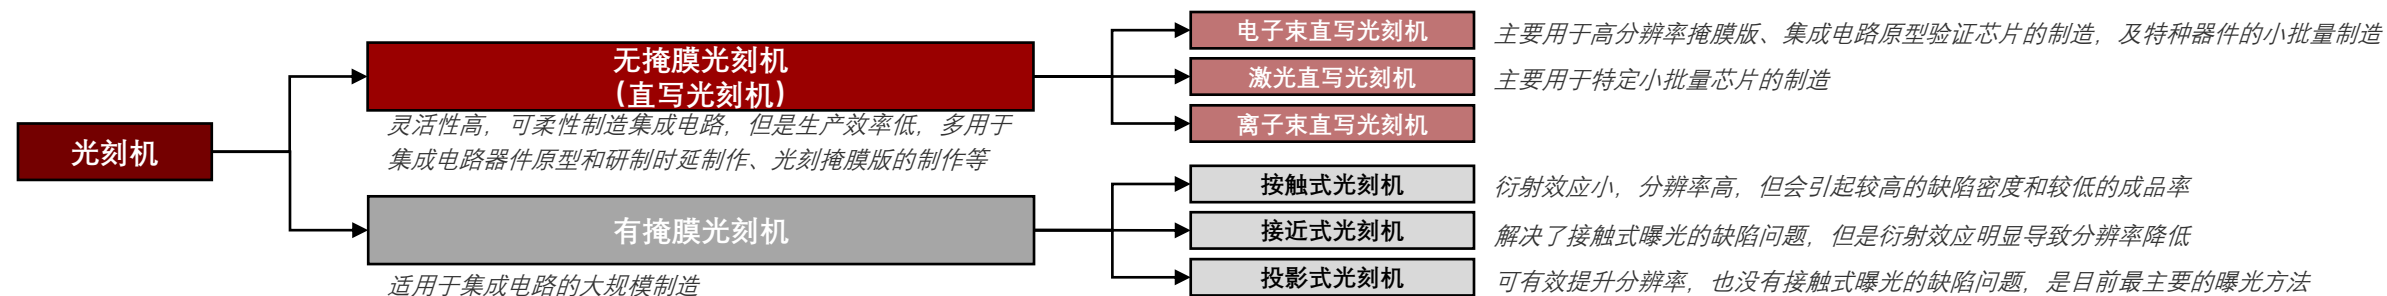 光刻机
无掩膜光刻机
(直写光刻机)
灵活性高，可柔性制造集成电路，但是生产效率低，多用于
集成电路器件原型和研制时延制作、光刻掩膜版的制作等
电子束直写光刻机
主要用于高分辨率掩膜版、集成电路原型验证芯片的制造，及特种器件的小批量制造
激光直写光刻机
主要用于特定小批量芯片的制造
离子束直写光刻机
有掩膜光刻机
适用于集成电路的大规模制造
接触式光刻机
衍射效应小，分辨率高，但会引起较高的缺陷密度和较低的成品率
接近式光刻机
解决了接触式曝光的缺陷问题，但是衍射效应明显导致分辨率降低
投影式光刻机
可有效提升分辨率，也没有接触式曝光的缺陷问题，是目前最主要的曝光方法